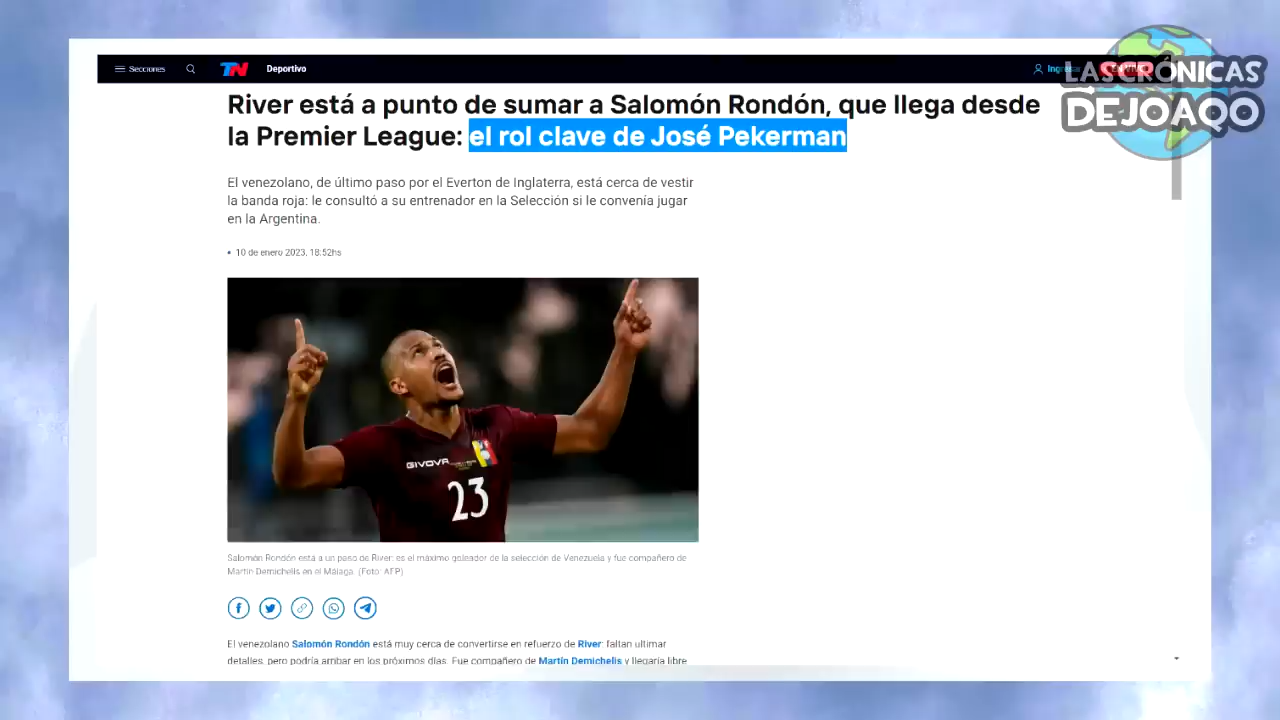 Secciones
TN
Deportivo
LAS CRÓNICAS
DE JOAQO
River está a punto de sumar a Salomón Rondón, que llega desde
la Premier League: el rol clave de José Pekerman
El venezolano, de último paso por el Everton de Inglaterra, está cerca de vestir
la banda roja: le consultó a su entrenador en la Selección si le convenía jugar
en la Argentina.
• 10 de enero 2023, 18:52hs
GIVOVA
23
Salomón Rondón está a un paso de River: es el máximo goleador de la selección de Venezuela y fue compañero de
Martín Demichelis en el Málaga. (Foto: AFP)
El venezolano Salomón Rondón está muy cerca de convertirse en refuerzo de River: faltan ultimar
detalles, pero podría arribar en los próximos días. Fue compañero de Martín Demichelis y llegaría libre